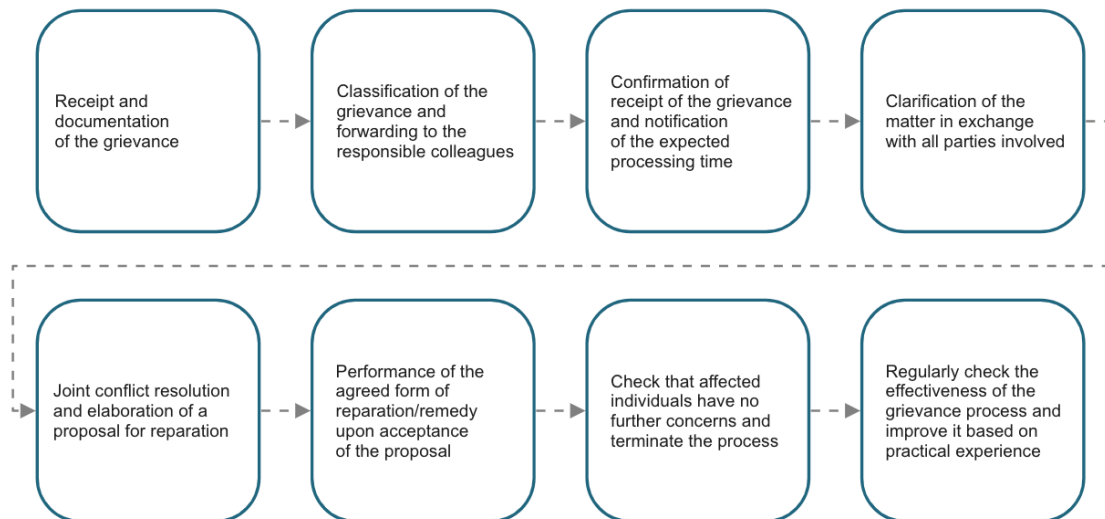 Receipt and
documentation
of the grievance
Classification of the
grievance and
forwarding to the
responsible colleagues
Confirmation of
receipt of the grievance
and notification
of the expected
processing time
Clarification of the
matter in exchange
with all parties involved
Joint conflict resolution
and elaboration of a
proposal for reparation
Performance of the
agreed form of
reparation/remedy
upon acceptance
of the proposal
Check that affected
individuals have no
further concerns and
terminate the process
Regularly check the
effectiveness of the
grievance process and
improve it based on
practical experience